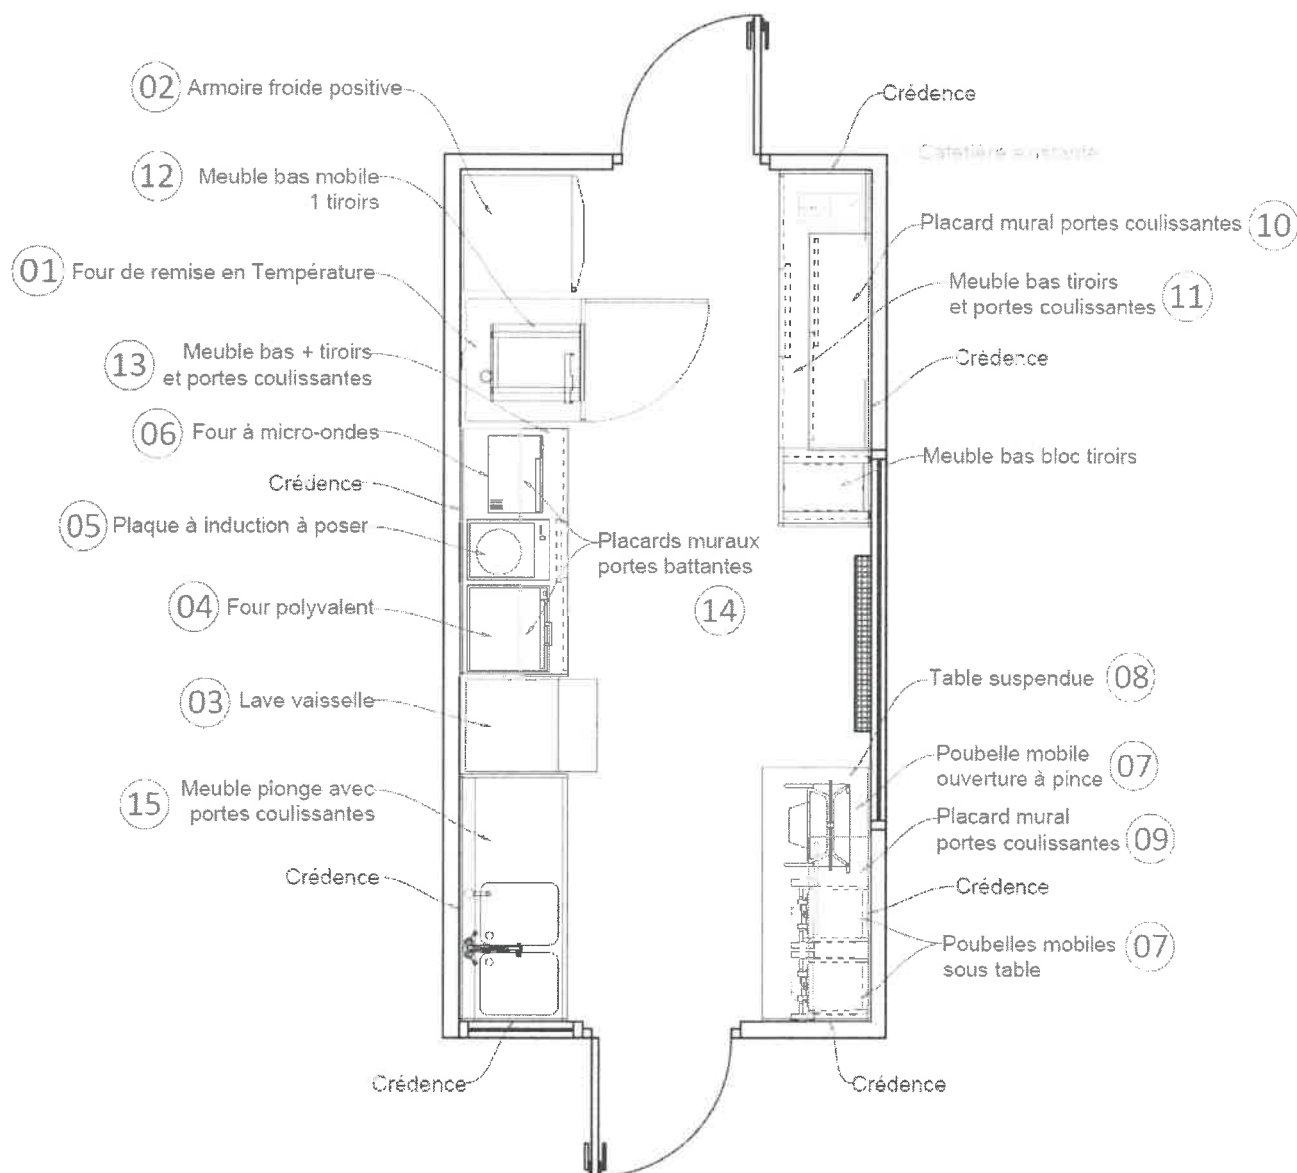 02 Armoire froide positive
12 Meuble bas mobile
1 tiroirs
01 Four de remise en Température
13 Meuble bas + tiroirs
et portes coulissantes
06 Four à micro-ondes
Crédence
05 Plaque à induction à poser
04 Four polyvalent
03 Lave vaisselle
15 Meuble plonge avec
portes coulissantes
Crédence
Crédence
Placards muraux
portes battantes
14
Crédence
Cafetière existante
Placard mural portes coulissantes 10
Meuble bas tiroirs
et portes coulissantes 11
Crédence
Meuble bas bloc tiroirs
Table suspendue 08
Poubelle mobile
ouverture à pince 07
Placard mural
portes coulissantes 09
Crédence
Poubelles mobiles
sous table 07
Crédence